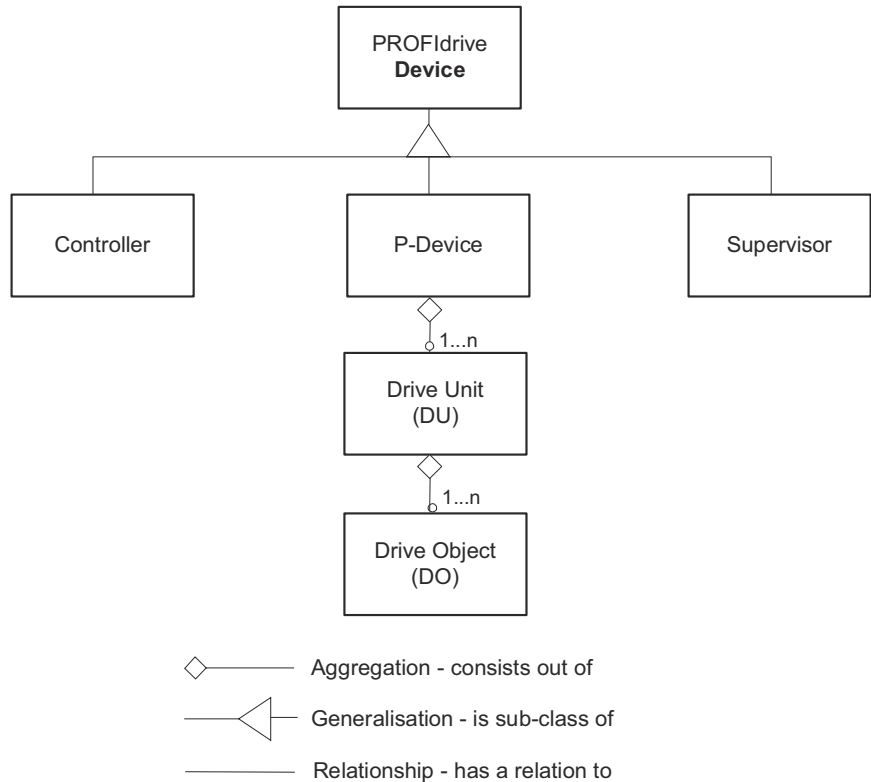 PROFIdrive
Device
Controller
P-Device
Supervisor
1...n
Drive Unit
(DU)
1...n
Drive Object
(DO)
Aggregation - consists out of
Generalisation - is sub-class of
Relationship - has a relation to